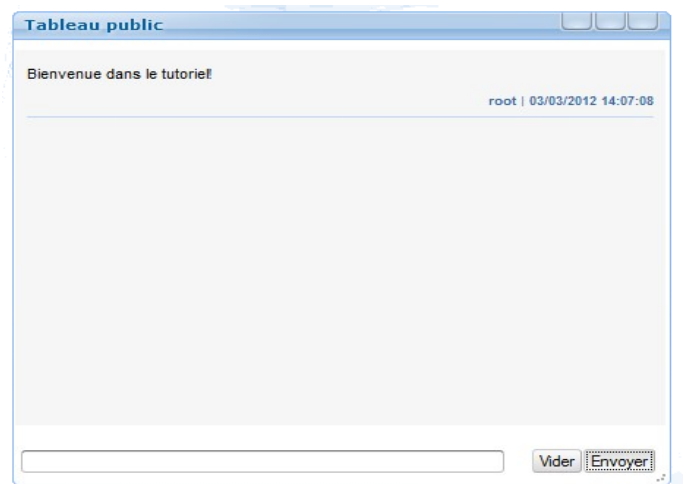 Tableau public
Bienvenue dans le tutoriel!
root | 03/03/2012 14:07:08
Vider Envoyer